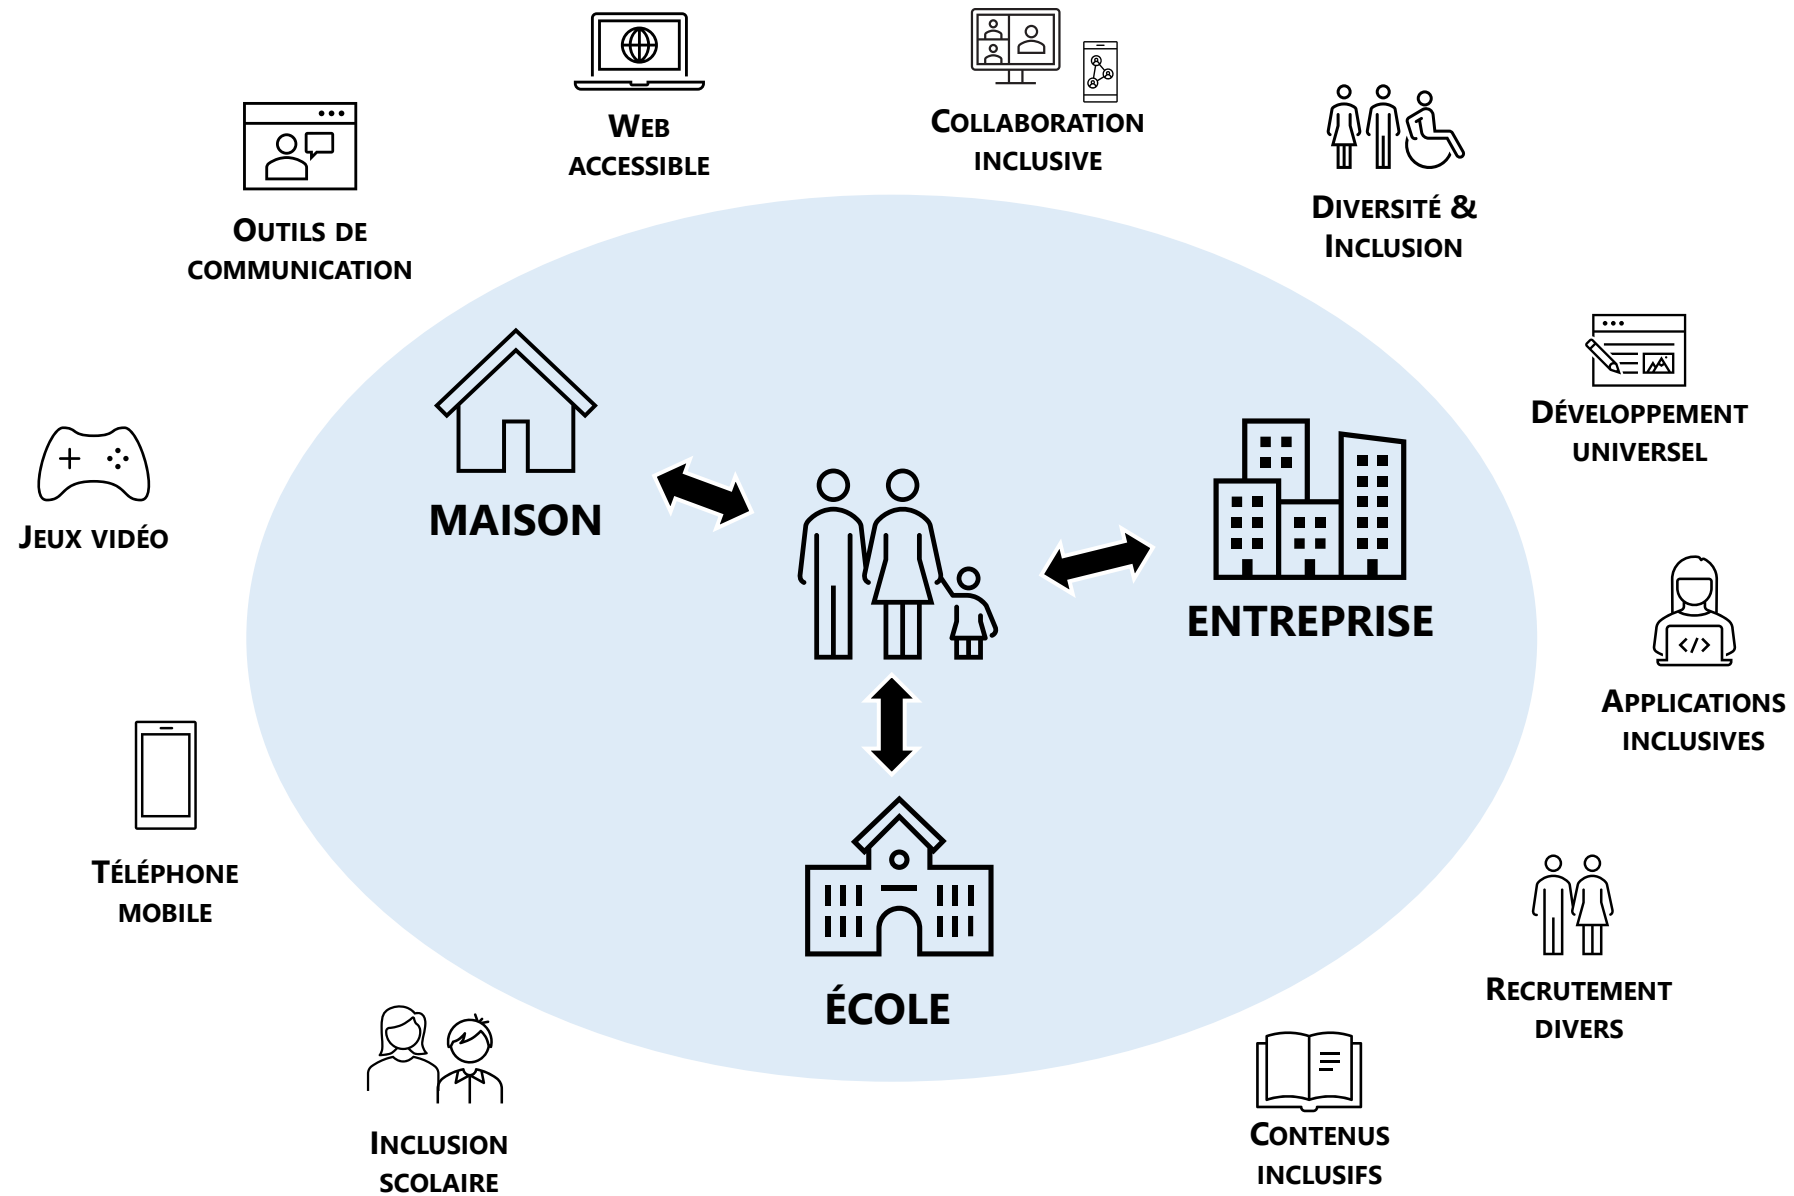 Web
accessible
Collaboration
inclusive
Diversité &
Inclusion
Outils de
communication
Développement
universel
Jeux vidéo
MAISON
ENTREPRISE
Applications
inclusives
Téléphone
mobile
ÉCOLE
Recrutement
divers
Inclusion
scolaire
Contenus
inclusifs